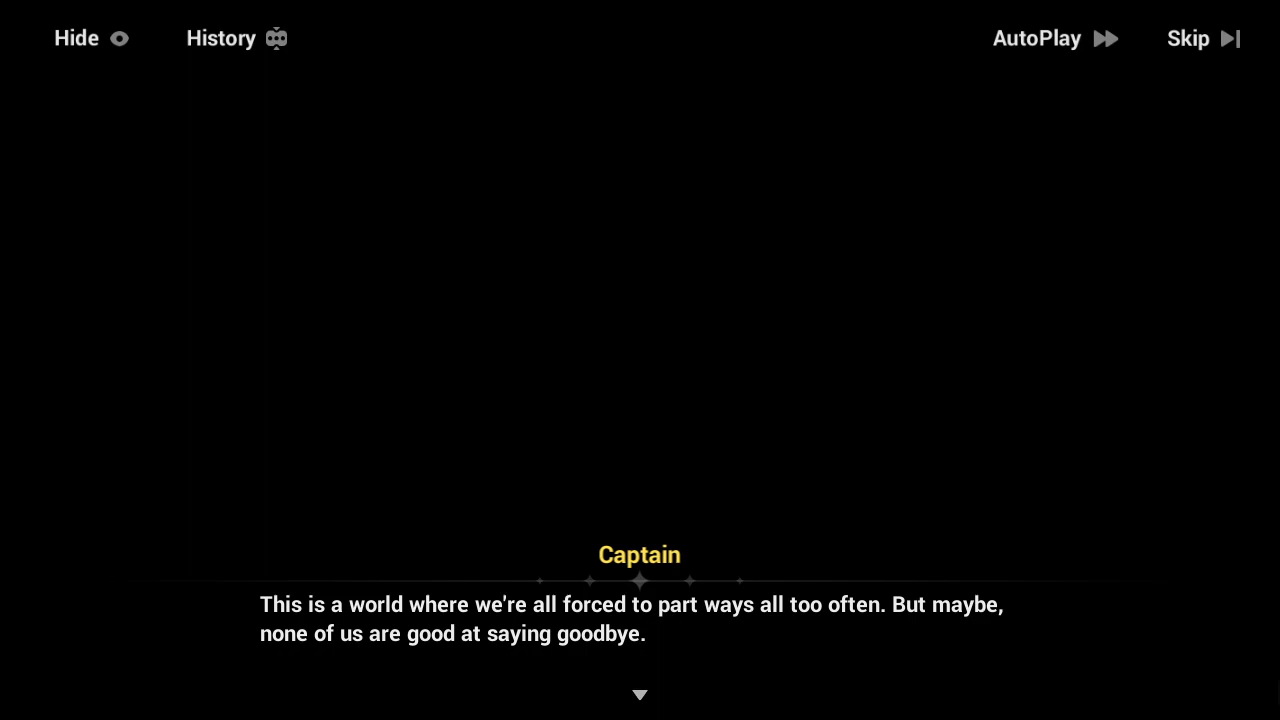 Hide
History
AutoPlay
Skip
Captain
This is a world where we're all forced to part ways all too often. But maybe,
none of us are good at saying goodbye.